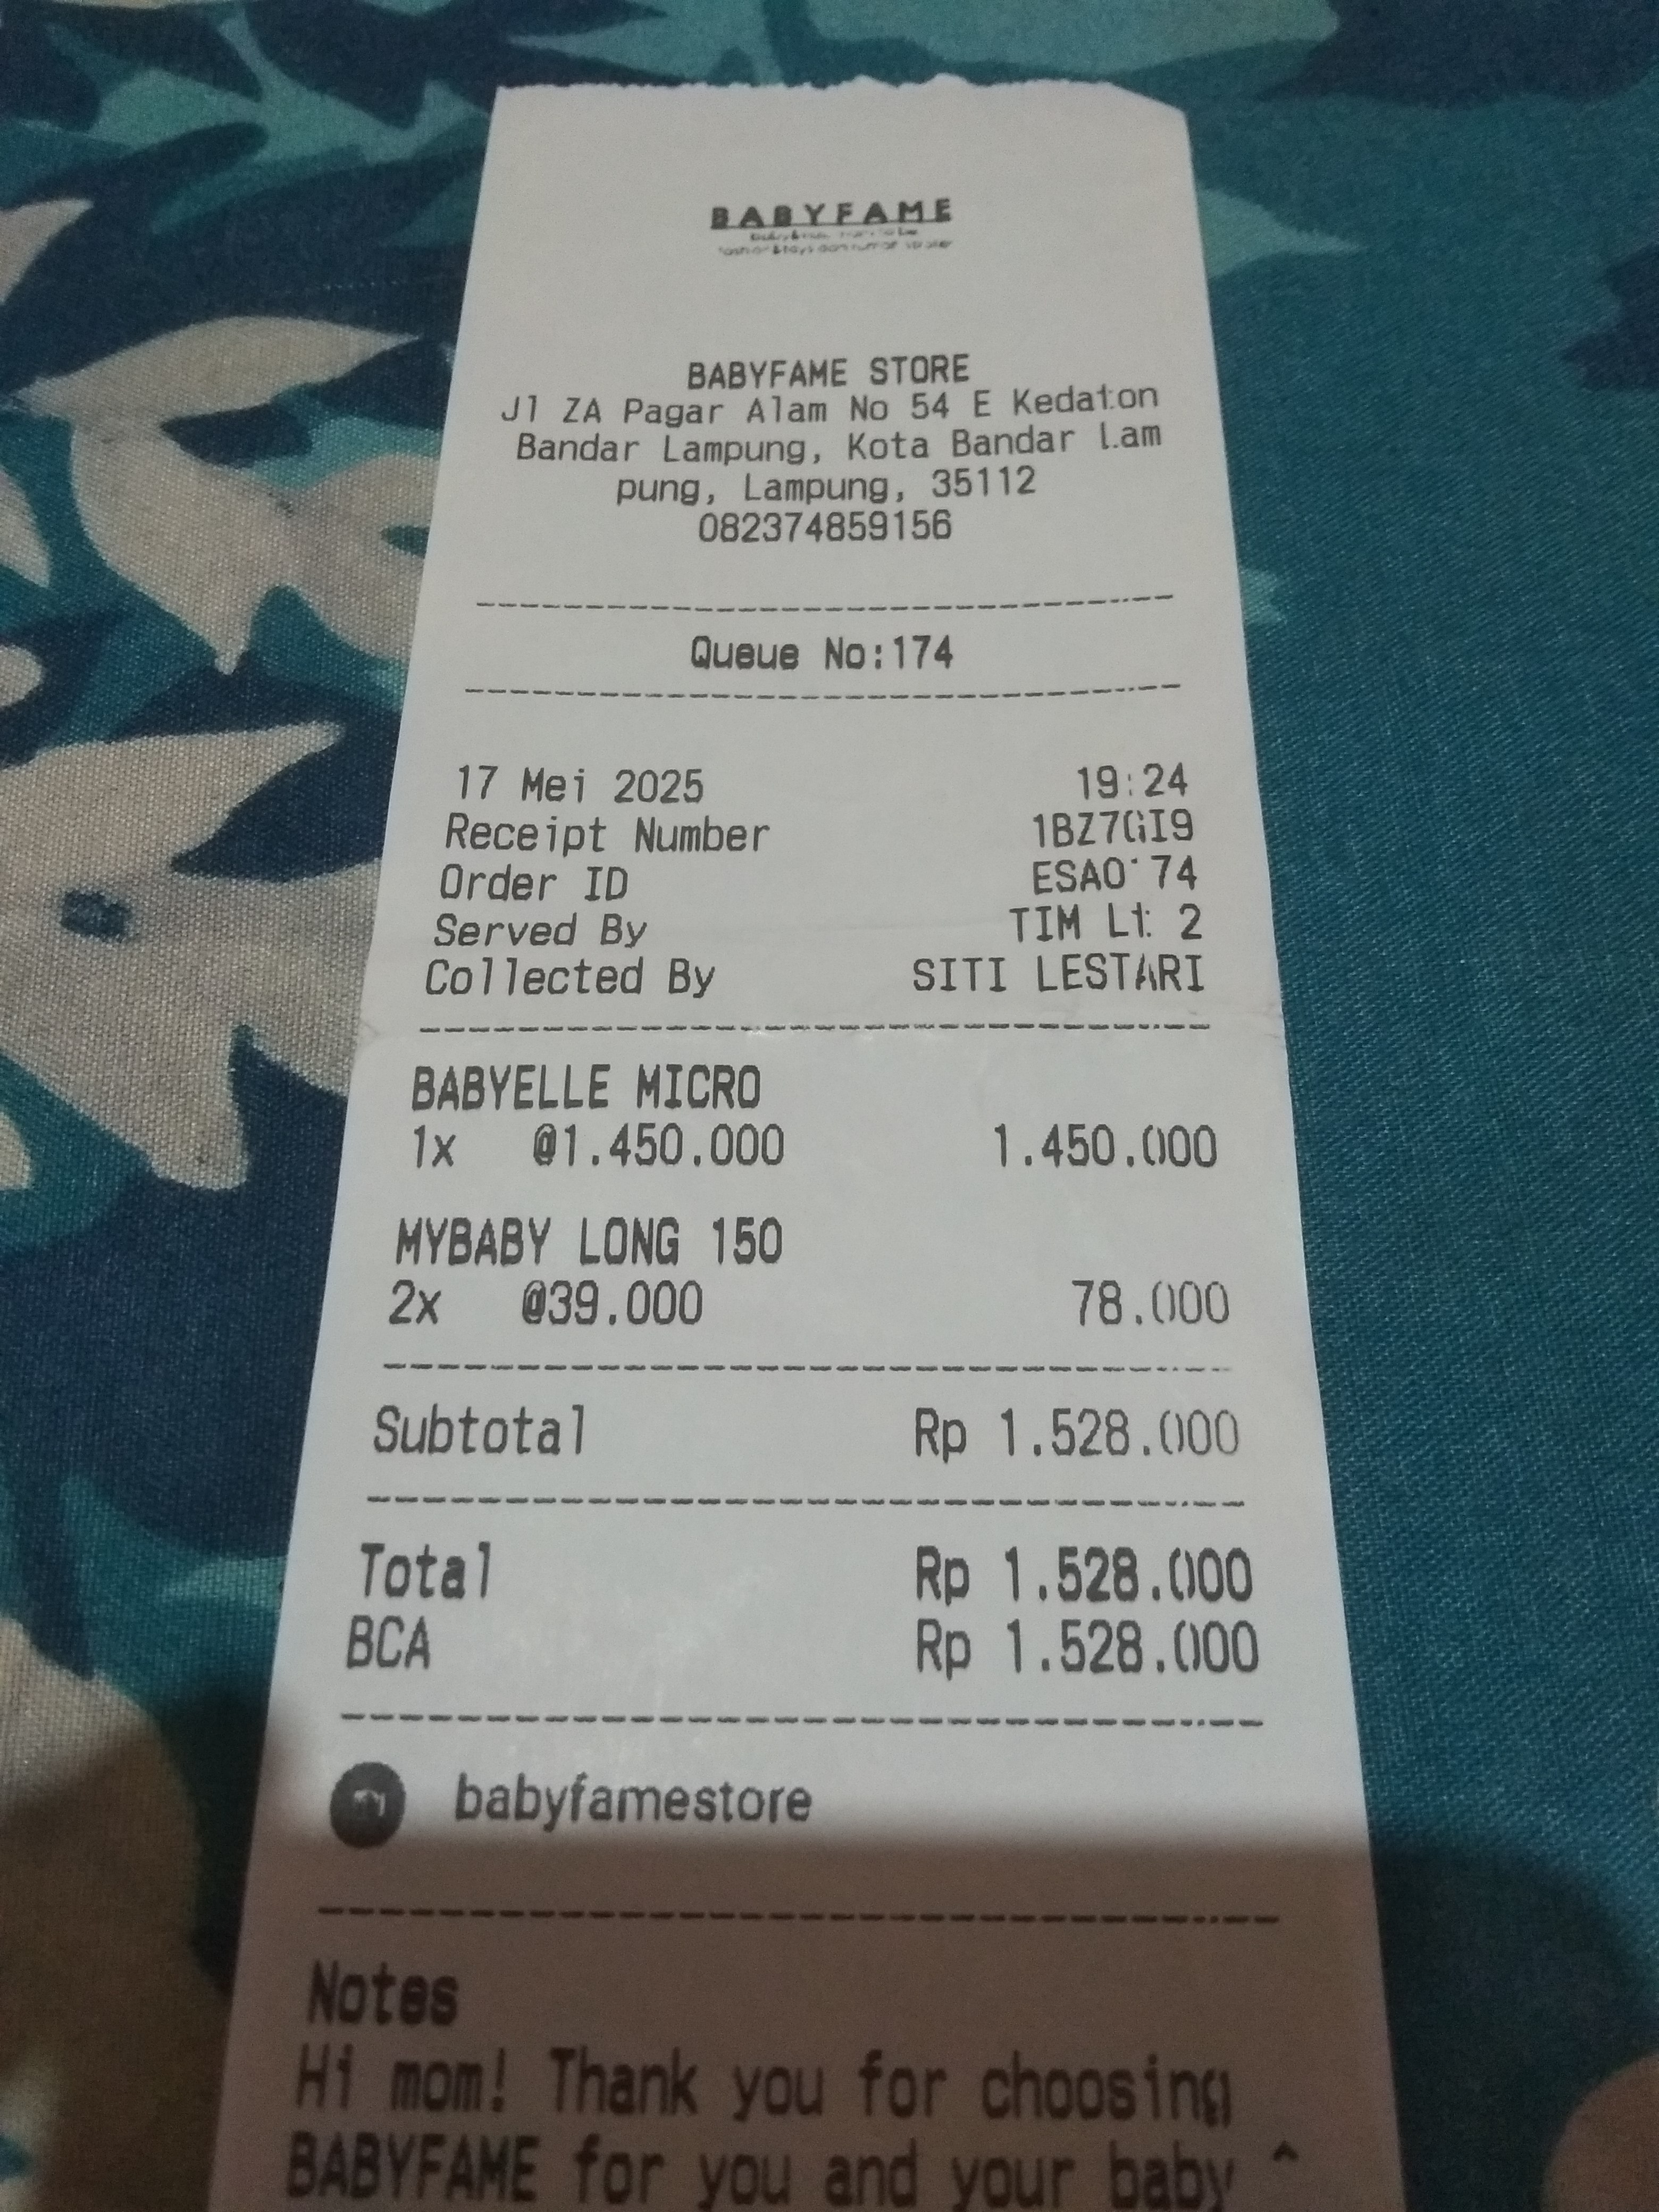 BABYFAME
BABYFAME STORE
Jl ZA Pagar Alam No 54 E Kedaton
Bandar Lampung, Kota Bandar Lam
pung, Lampung, 35112
082374859156
Queue No:174
17 Mei 2025 19:24
Receipt Number 1BZ7GI9
Order ID
Served By TIM Lt 2
Collected By SITI LESTARI
BABYELLE MICRO
1x @1.450.000 1.450.000
MYBABY LONG 150
2x @39.000 78.000
Subtotal Rp 1.528.000
Total Rp 1.528.000
BCA Rp 1.528.000
babyfamestore
Notes
Hi mom! Thank you for choosing
BABYFAME for you and your baby ^